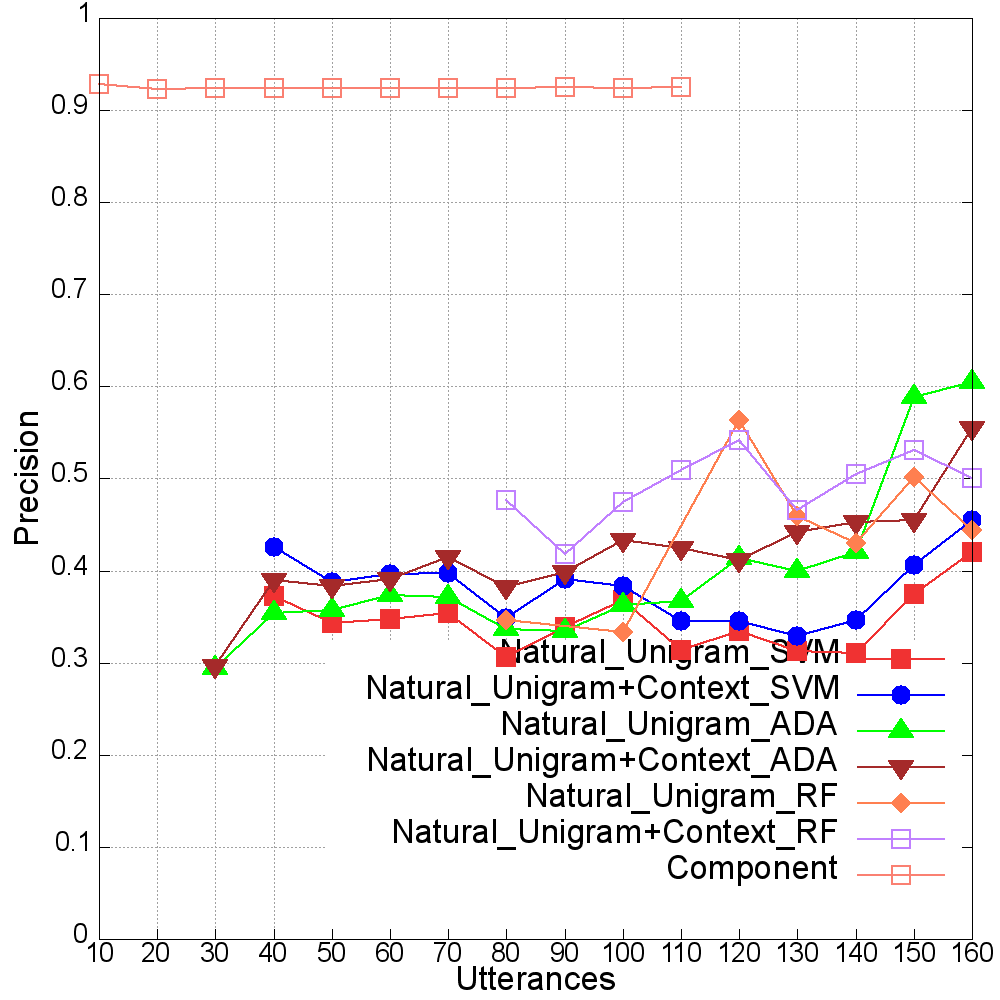 1
0.9
0.8
0.7
0.6
0.5
0.4
0.3
0.2
0.1
0
Precision
10 20 30 40 50 60 70 80 90 100 110 120 130 140 150 160
Utterances
Natural_Unigram_SVM
Natural_Unigram+Context_SVM
Natural_Unigram_ADA
Natural_Unigram+Context_ADA
Natural_Unigram_RF
Natural_Unigram+Context_RF
Component